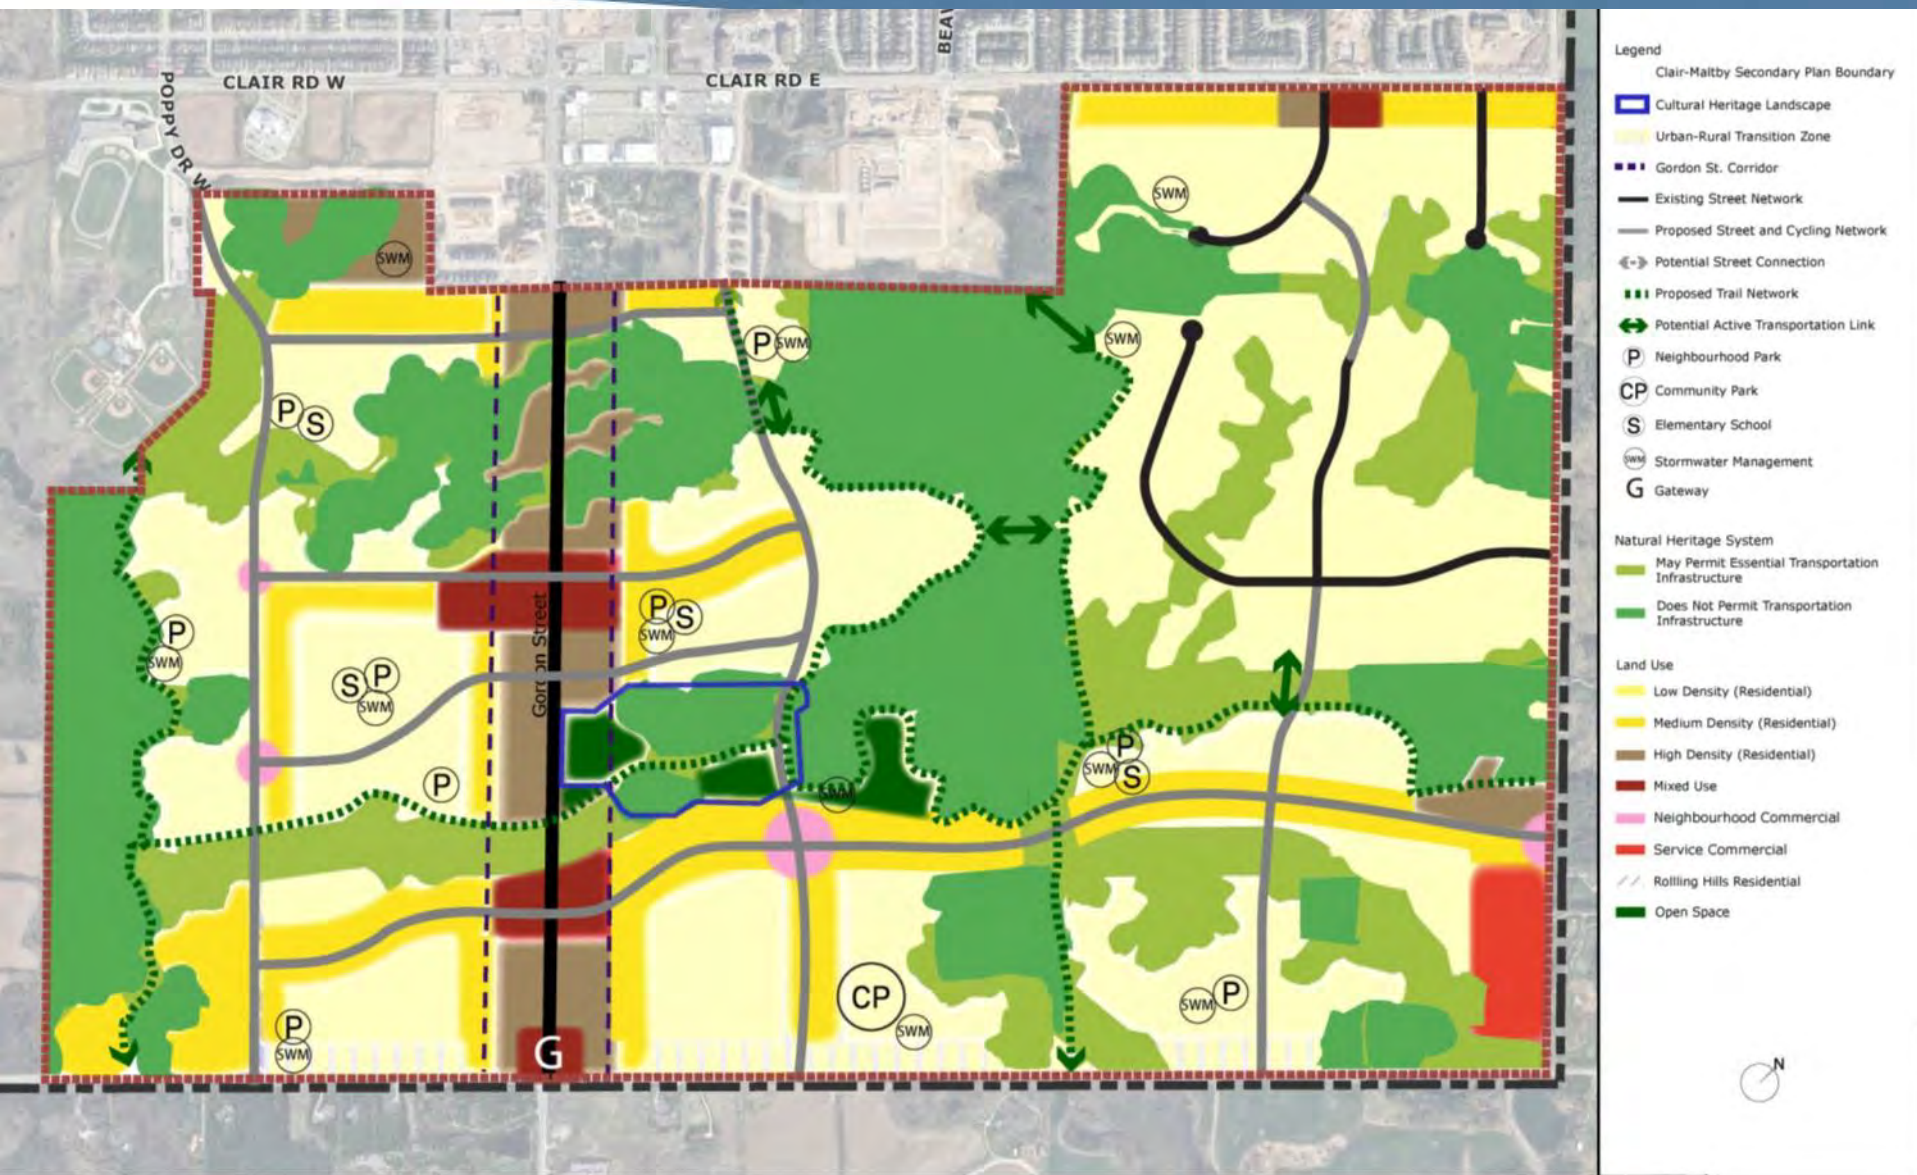 BEAV
CLAIR RD W
CLAIR RD E
POPPY DR W
SWM
SWM
SWM
P
SWM
P
S
P
S
SWM
P
SWM
S
P
SWM
Gordon Street
P
SWM
P
SWM
S
CP
SWM
SWM
P
P
SWM
G
Legend
Clair-Maltby Secondary Plan Boundary
Cultural Heritage Landscape
Urban-Rural Transition Zone
Gordon St. Corridor
Existing Street Network
Proposed Street and Cycling Network
Potential Street Connection
Proposed Trail Network
Potential Active Transportation Link
P Neighbourhood Park
CP Community Park
S Elementary School
SWM Stormwater Management
G Gateway
Natural Heritage System
May Permit Essential Transportation
Infrastructure
Does Not Permit Transportation
Infrastructure
Land Use
Low Density (Residential)
Medium Density (Residential)
High Density (Residential)
Mixed Use
Neighbourhood Commercial
Service Commercial
Rollling Hills Residential
Open Space
N